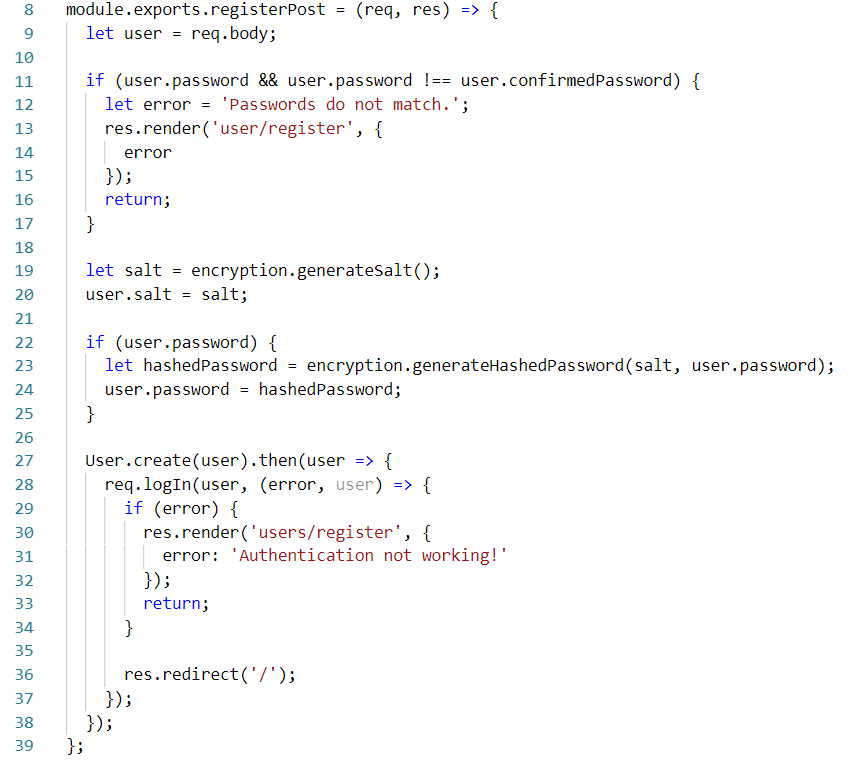 8 module.exports.registerPost = (req, res) => {
9 let user = req.body;
10
11 if (user.password && user.password !== user.confirmedPassword) {
12 let error = 'Passwords do not match.';
13 res.render('user/register', {
14 error
15 });
16 return;
17 }
18
19 let salt = encryption.generateSalt();
20 user.salt = salt;
21
22 if (user.password) {
23 let hashedPassword = encryption.generateHashedPassword(salt, user.password);
24 user.password = hashedPassword;
25 }
26
27 User.create(user).then(user => {
28 req.logIn(user, (error, user) => {
29 if (error) {
30 res.render('users/register', {
31 error: 'Authentication not working!'
32 });
33 return;
34 }
35
36 res.redirect('/');
37 });
38 });
39 };